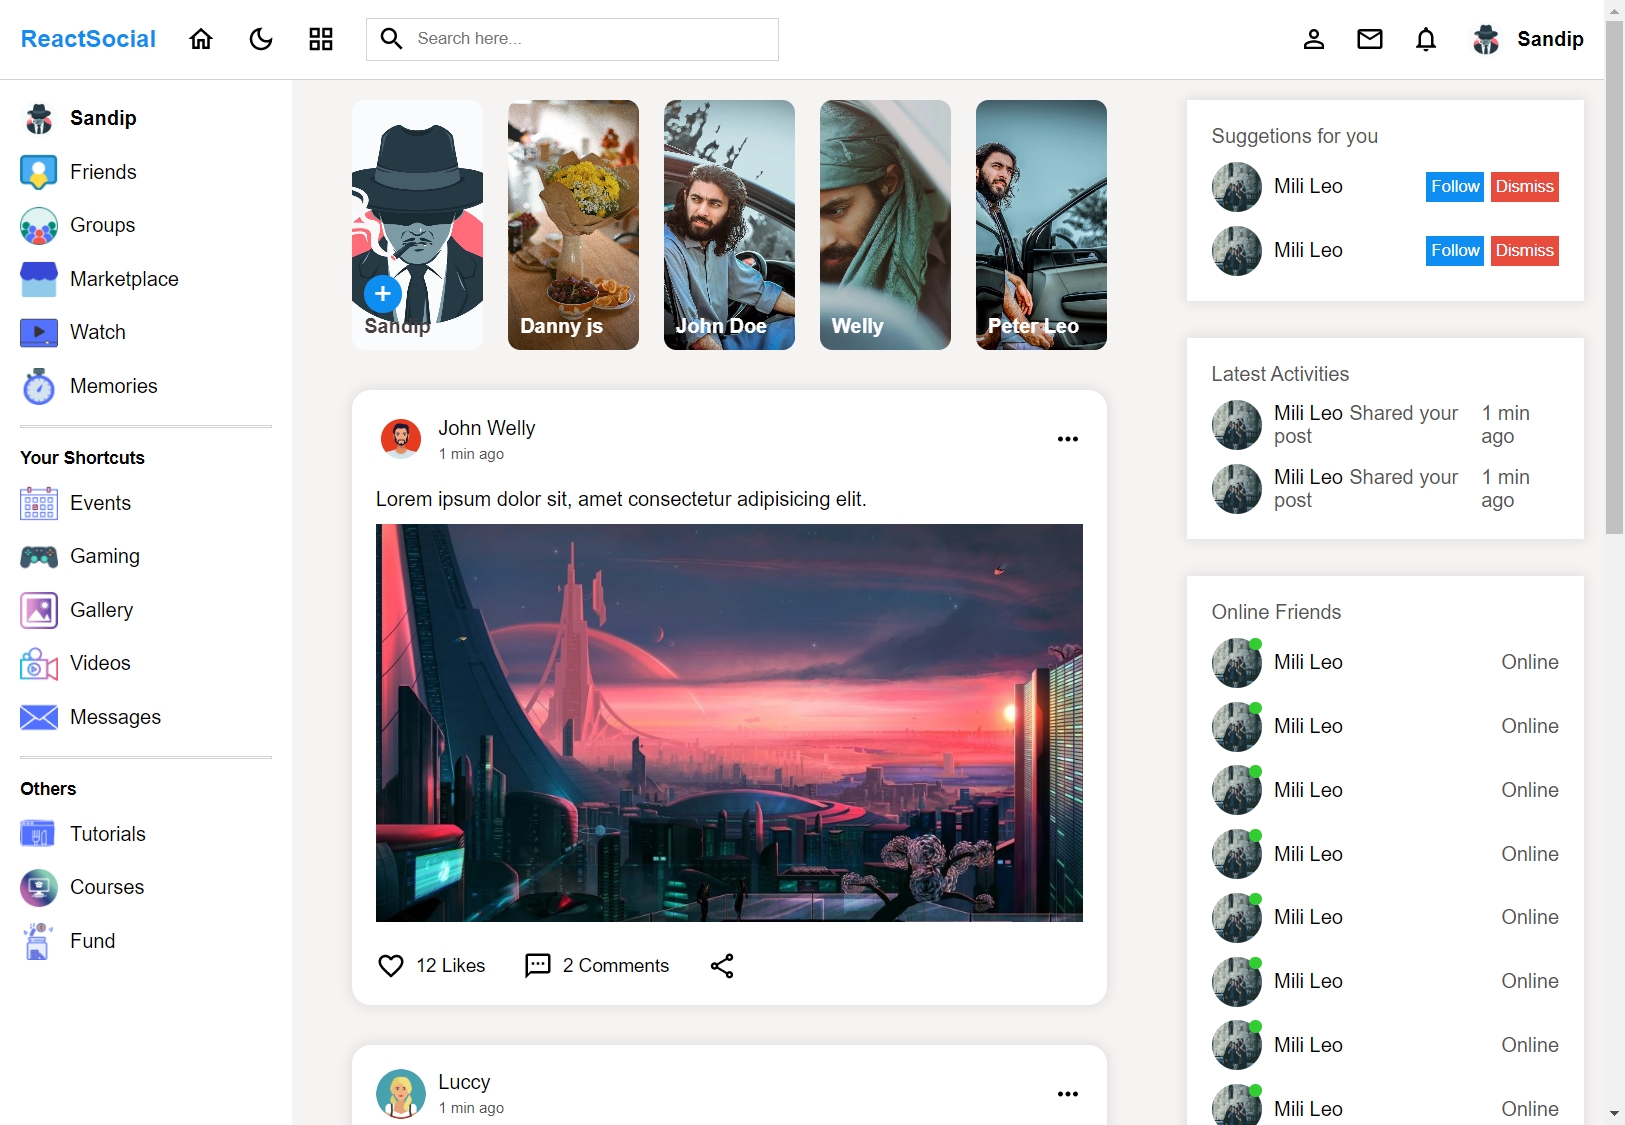 ReactSocial
Search here...
Sandip
Sandip
Friends
Groups
Marketplace
Watch
Memories
Your Shortcuts
Events
Gaming
Gallery
Videos
Messages
Others
Tutorials
Courses
Fund
Sandip
Danny js
John Doe
Welly
Peter Leo
John Welly
1 min ago
Lorem ipsum dolor sit, amet consectetur adipisicing elit.
12 Likes
2 Comments
Luccy
1 min ago
Suggetions for you
Mili Leo
Follow
Dismiss
Mili Leo
Follow
Dismiss
Latest Activities
Mili Leo Shared your
post
1 min
ago
Mili Leo Shared your
post
1 min
ago
Online Friends
Mili Leo
Online
Mili Leo
Online
Mili Leo
Online
Mili Leo
Online
Mili Leo
Online
Mili Leo
Online
Mili Leo
Online
Mili Leo
Online